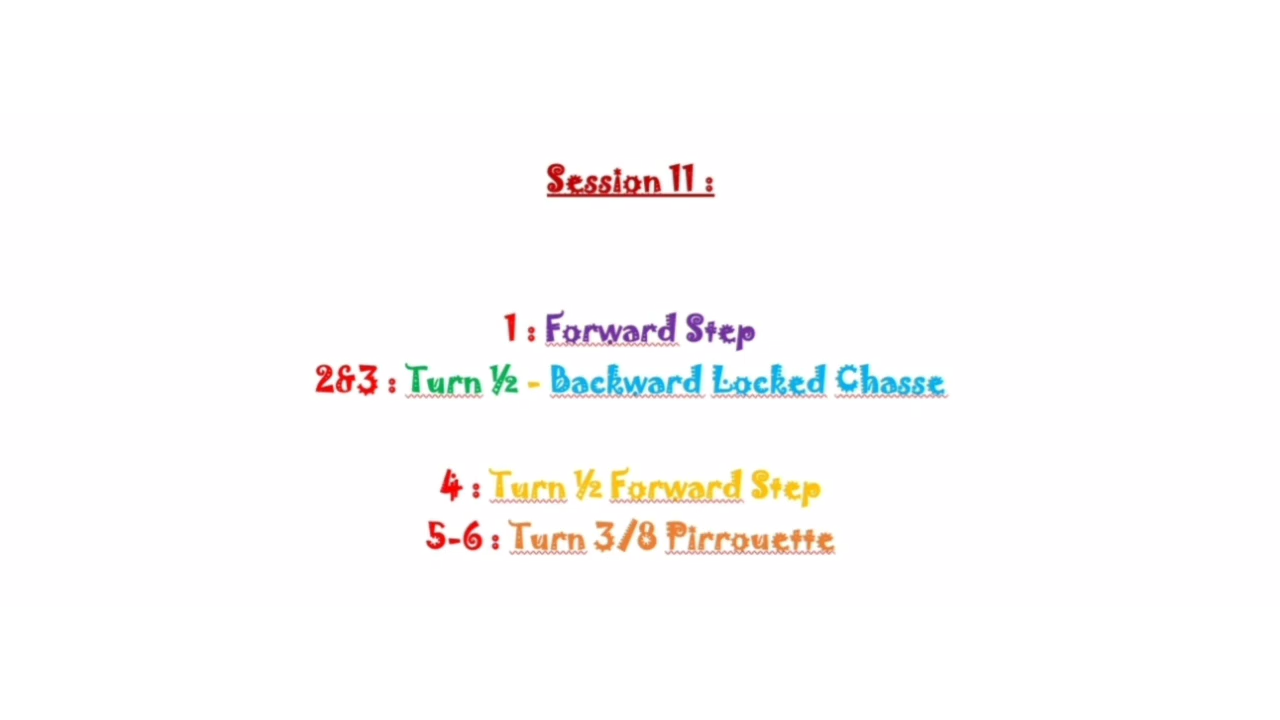 Session 11 :
1 : Forward Step
2&3 : Turn ½ - Backward Locked Chasse
4 : Turn ½ Forward Step
5-6 : Turn 3/8 Pirrouette